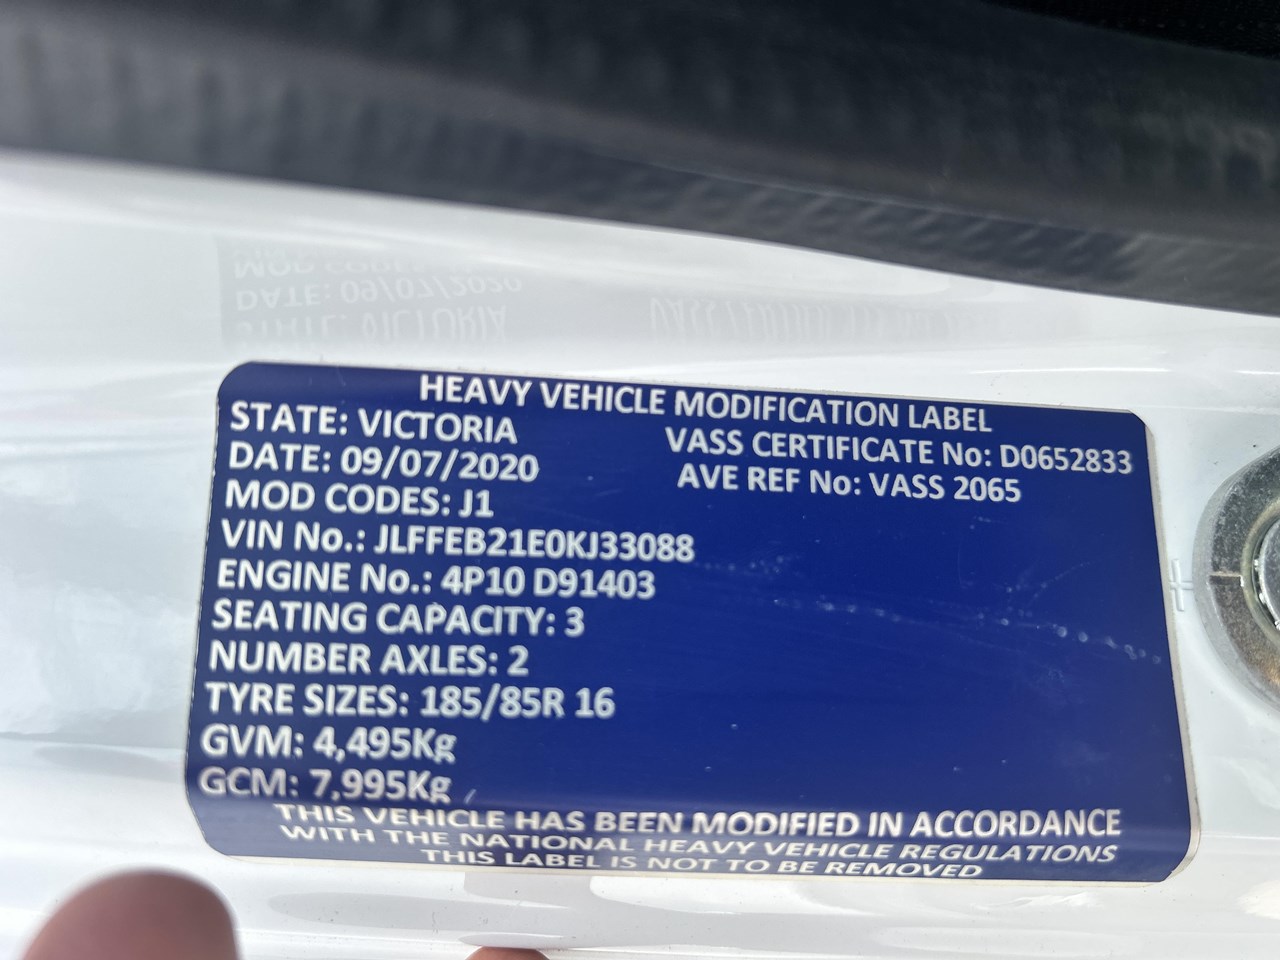 HEAVY VEHICLE MODIFICATION LABEL
STATE: VICTORIA
VASS CERTIFICATE No: D0652833
DATE: 09/07/2020
AVE REF No: VASS 2065
MOD CODES: J1
VIN No.: JLFFEB21E0KJ33088
ENGINE No.: 4P10 D91403
SEATING CAPACITY: 3
NUMBER AXLES: 2
TYRE SIZES: 185/85R 16
GVM: 4,495Kg
GCM: 7,995Kg
THIS VEHICLE HAS BEEN MODIFIED IN ACCORDANCE
WITH THE NATIONAL HEAVY VEHICLE REGULATIONS
THIS LABEL IS NOT TO BE REMOVED